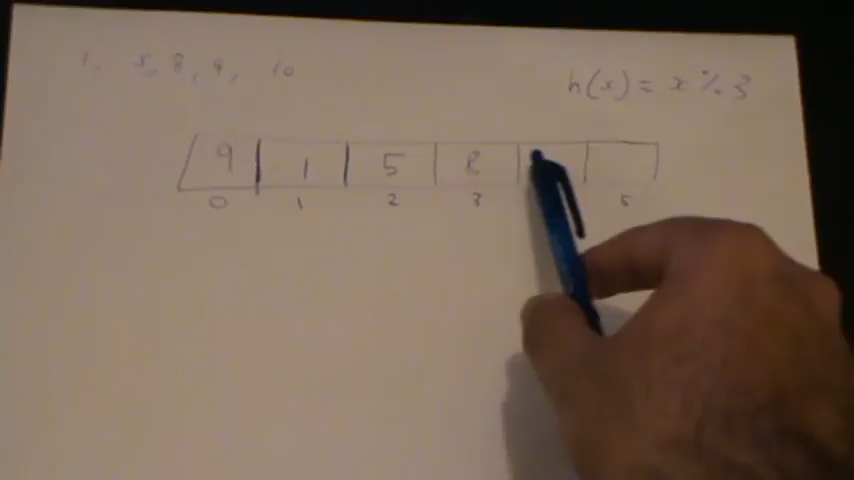 1, 5, 8, 9, 10
h(x) = x % 3
9 1 5 8
0 1 2 3 5